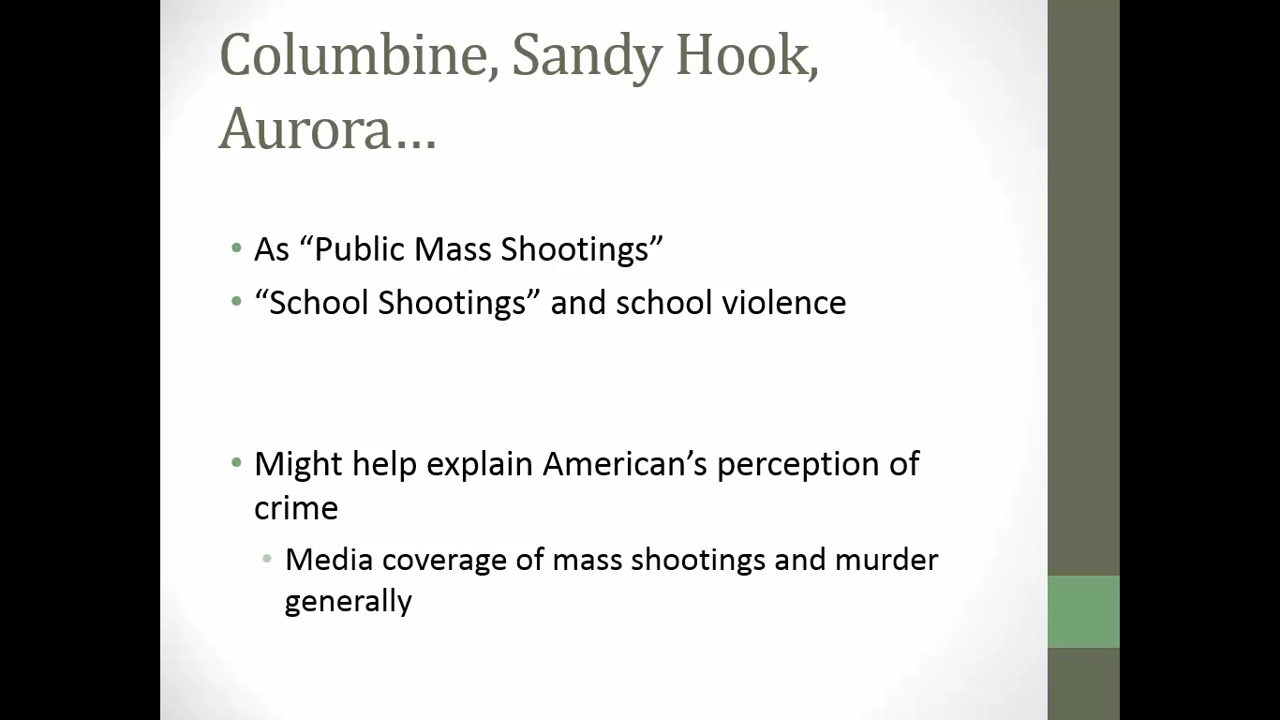 Columbine, Sandy Hook,
Aurora…
• As “Public Mass Shootings”
• “School Shootings” and school violence
• Might help explain American’s perception of
crime
• Media coverage of mass shootings and murder
generally